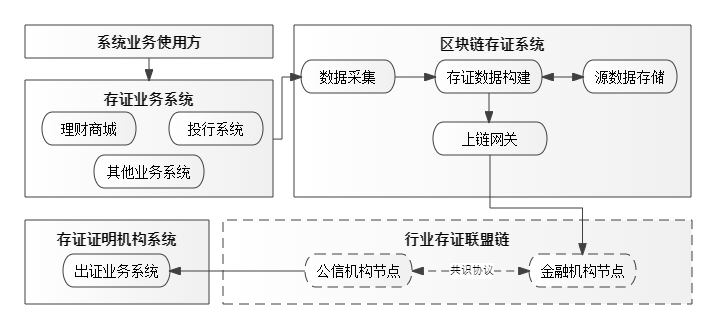 系统业务使用方
存证业务系统
理财商城
投行系统
其他业务系统
区块链存证系统
数据采集
存证数据构建
源数据存储
上链网关
存证证明机构系统
出证业务系统
行业存证联盟链
公信机构节点
共识协议
金融机构节点